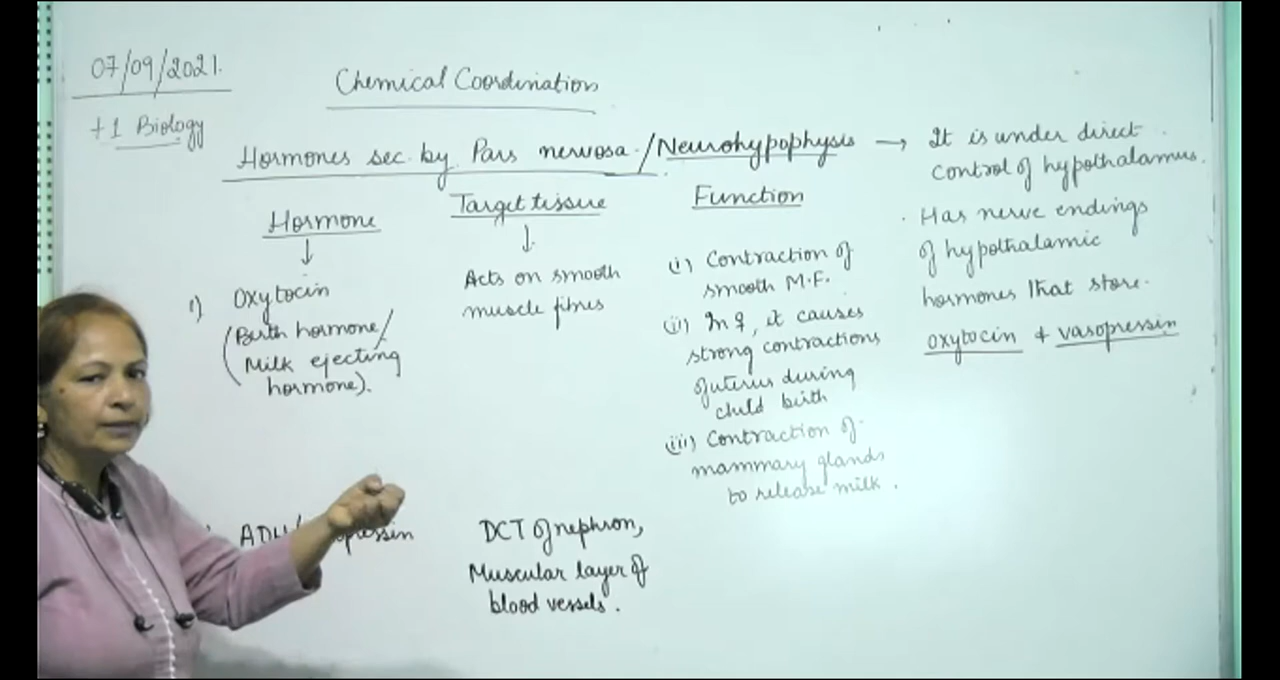 07/09/2021.
+1 Biology
Chemical Coordination
Hormones sec. by Pars nervosa./Neurohypophysis → It is under direct
control of hypothalamus.
. Has nerve endings
of hypothalamic
hormones that store.
oxytocin & vasopressin
Hormone
↓
1) Oxytocin
(Birth hormone/
Milk ejecting
hormone).
Target tissue
↓
Acts on smooth
muscle fibres
Function
(i) Contraction of
smooth M.F.
(ii) In ♀, it causes
strong contractions
of uterus during
child birth
(iii) Contraction of
mammary glands
to release milk.
DCT of nephron,
Muscular layer of
blood vessels.